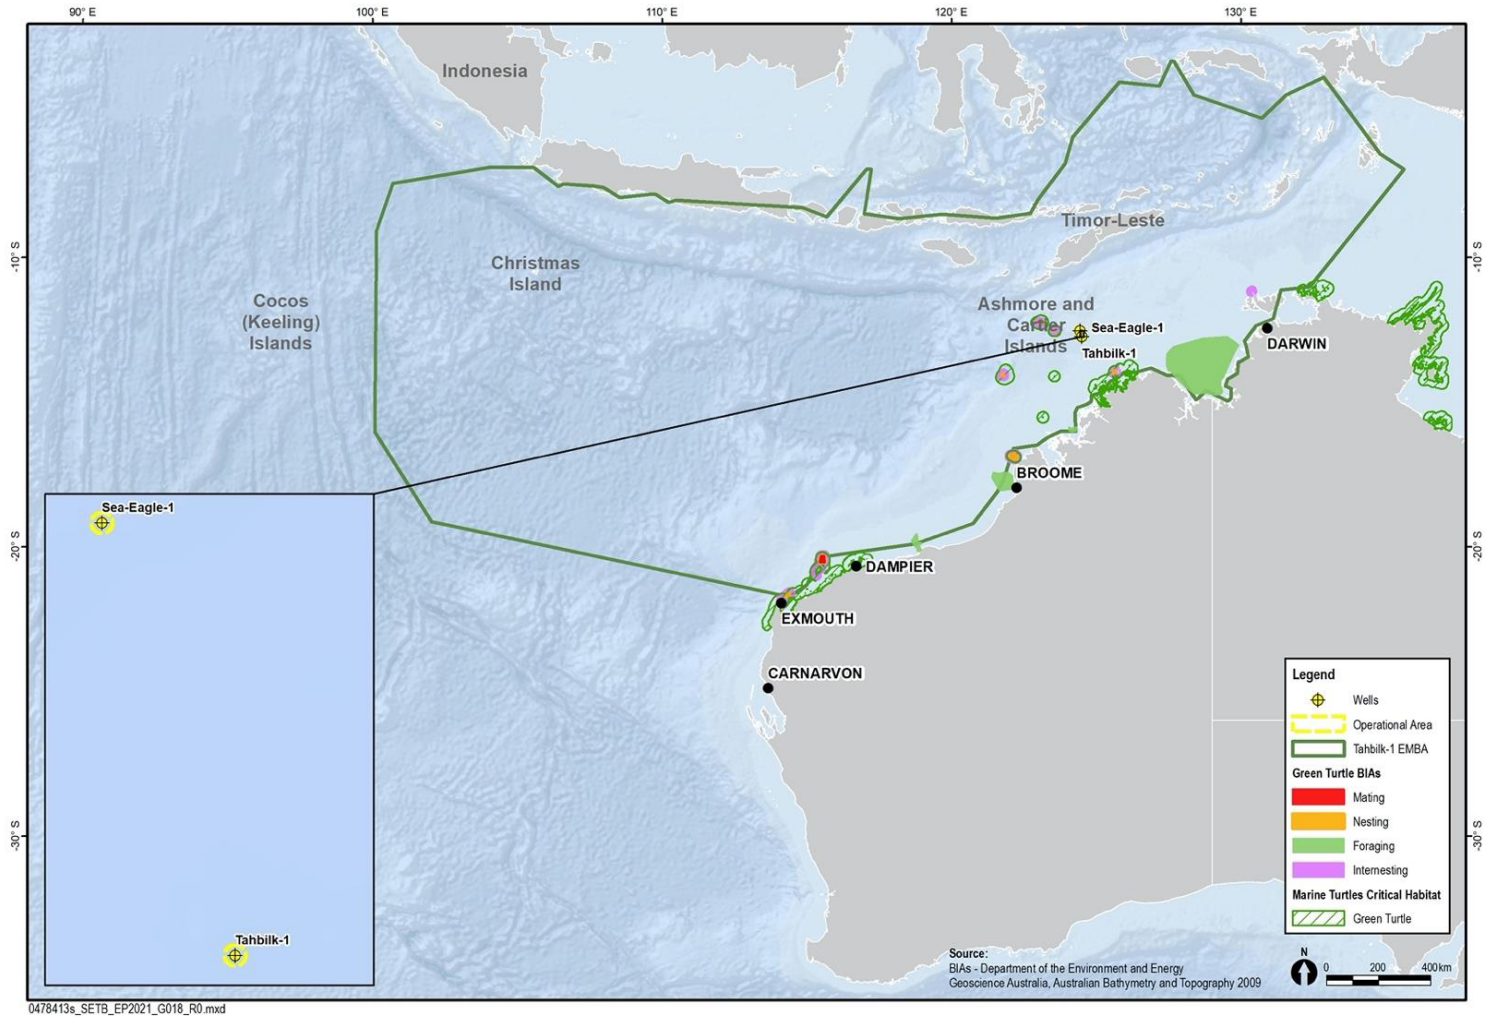 90° E
100° E
110° E
120° E
130° E
Indonesia
Timor-Leste
-10° S
-10° S
Christmas
Island
Cocos
(Keeling)
Islands
Ashmore and
Cartier
Islands
Sea-Eagle-1
Tahbilk-1
DARWIN
BROOME
Sea-Eagle-1
-20° S
-20° S
DAMPIER
EXMOUTH
CARNARVON
-30° S
-30° S
Tahbilk-1
Legend
Wells
Operational Area
Tahbilk-1 EMBA
Green Turtle BIAs
Mating
Nesting
Foraging
Internesting
Marine Turtles Critical Habitat
Green Turtle
Source:
BIAs - Department of the Environment and Energy
Geoscience Australia, Australian Bathymetry and Topography 2009
N
0 200 400km
0478413s_SETB_EP2021_G018_R0.mxd